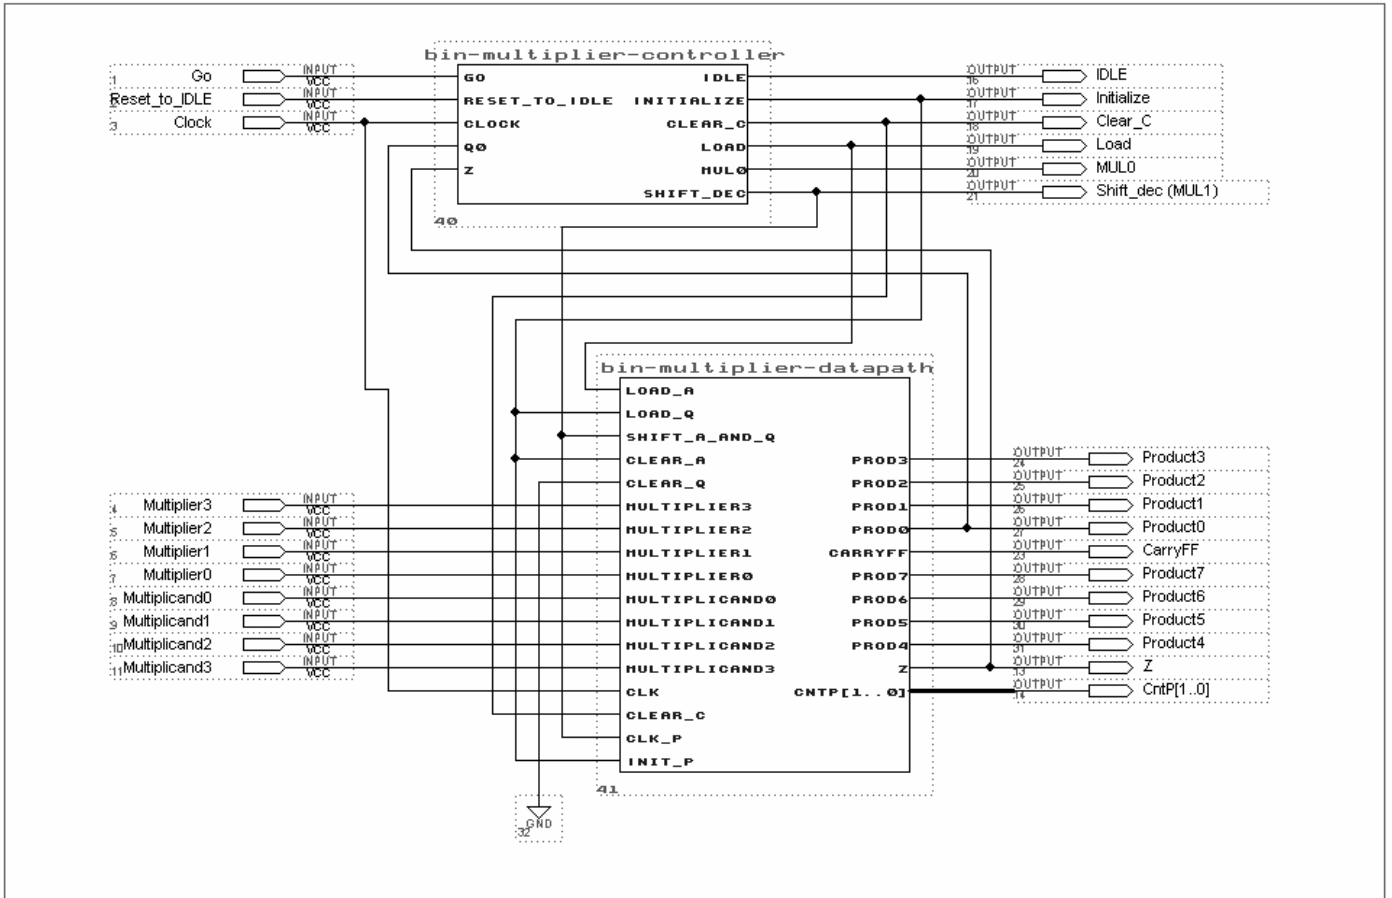 bin-multiplier-controller
1 Go INPUT VCC
Reset_to_IDLE INPUT VCC
3 Clock INPUT VCC
GO IDLE
RESET_TO_IDLE INITIALIZE
CLOCK CLEAR_C
Q0 LOAD
Z MUL0
SHIFT_DEC
40
OUTPUT 16 IDLE
OUTPUT 17 Initialize
OUTPUT 18 Clear_C
OUTPUT 19 Load
OUTPUT 20 MUL0
OUTPUT 21 Shift_dec (MUL1)
bin-multiplier-datapath
LOAD_A
LOAD_Q
SHIFT_A_AND_Q
CLEAR_A PROD3
CLEAR_Q PROD2
MULTIPLIER3 PROD1
MULTIPLIER2 PROD0
MULTIPLIER1 CARRYFF
MULTIPLIER0 PROD7
MULTIPLICAND0 PROD6
MULTIPLICAND1 PROD5
MULTIPLICAND2 PROD4
MULTIPLICAND3 Z
CLK CNTP[1..0]
CLEAR_C
CLK_P
INIT_P
41
4 Multiplier3 INPUT VCC
5 Multiplier2 INPUT VCC
6 Multiplier1 INPUT VCC
7 Multiplier0 INPUT VCC
8 Multiplicand0 INPUT VCC
9 Multiplicand1 INPUT VCC
10 Multiplicand2 INPUT VCC
11 Multiplicand3 INPUT VCC
OUTPUT 24 Product3
OUTPUT 25 Product2
OUTPUT 26 Product1
OUTPUT 27 Product0
OUTPUT 23 CarryFF
OUTPUT 28 Product7
OUTPUT 29 Product6
OUTPUT 30 Product5
OUTPUT 31 Product4
OUTPUT 13 Z
OUTPUT 14 CntP[1..0]
GND
32